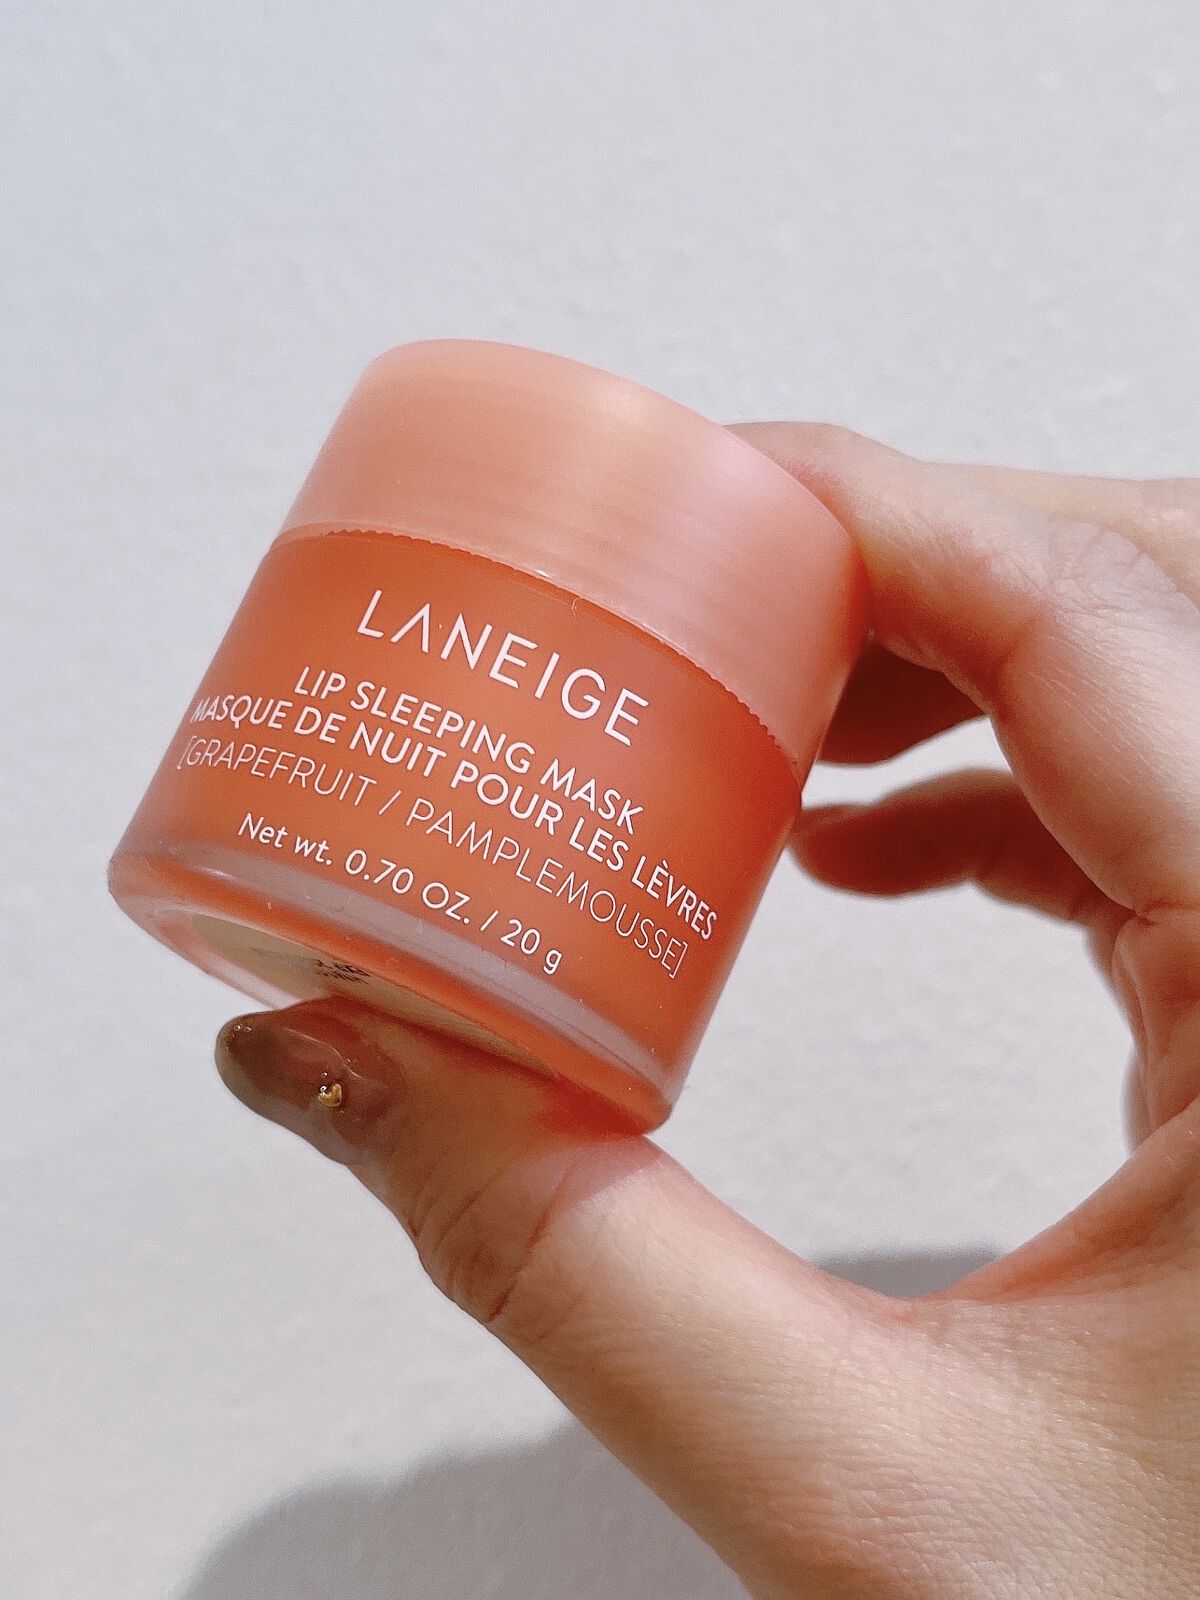 LANEIGE
LIP SLEEPING MASK
MASQUE DE NUIT POUR LES LÈVRES
[GRAPEFRUIT / PAMPLEMOUSSE]
Net wt. 0.70 OZ. / 20 g